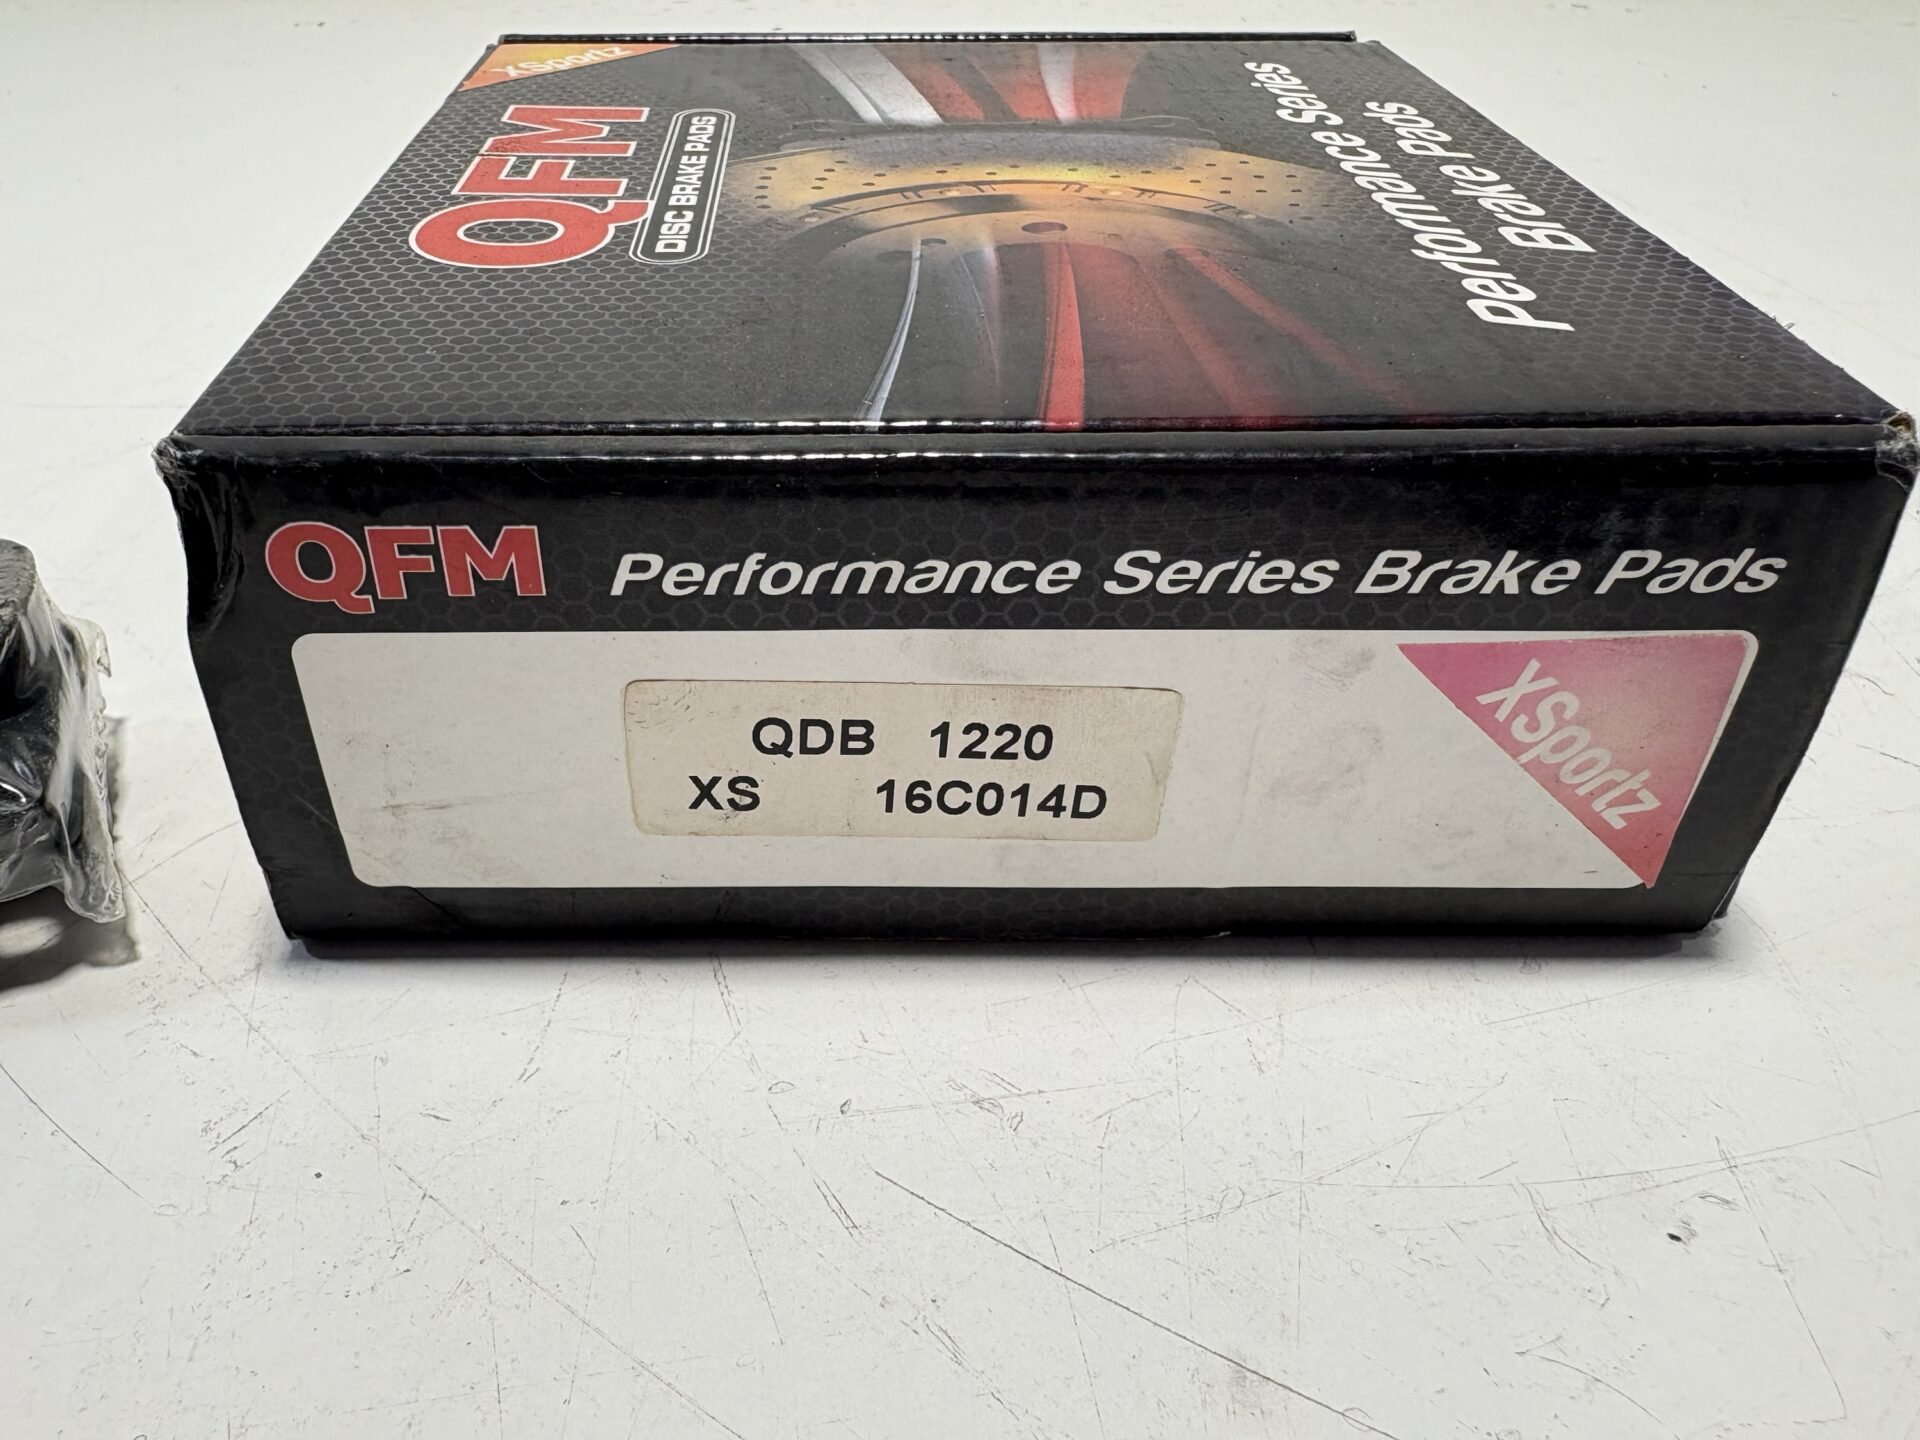 XSportz
QFM
DISC BRAKE PADS
Performance Series
Brake Pads
QFM Performance Series Brake Pads
QDB 1220
XS 16C014D
XSportz